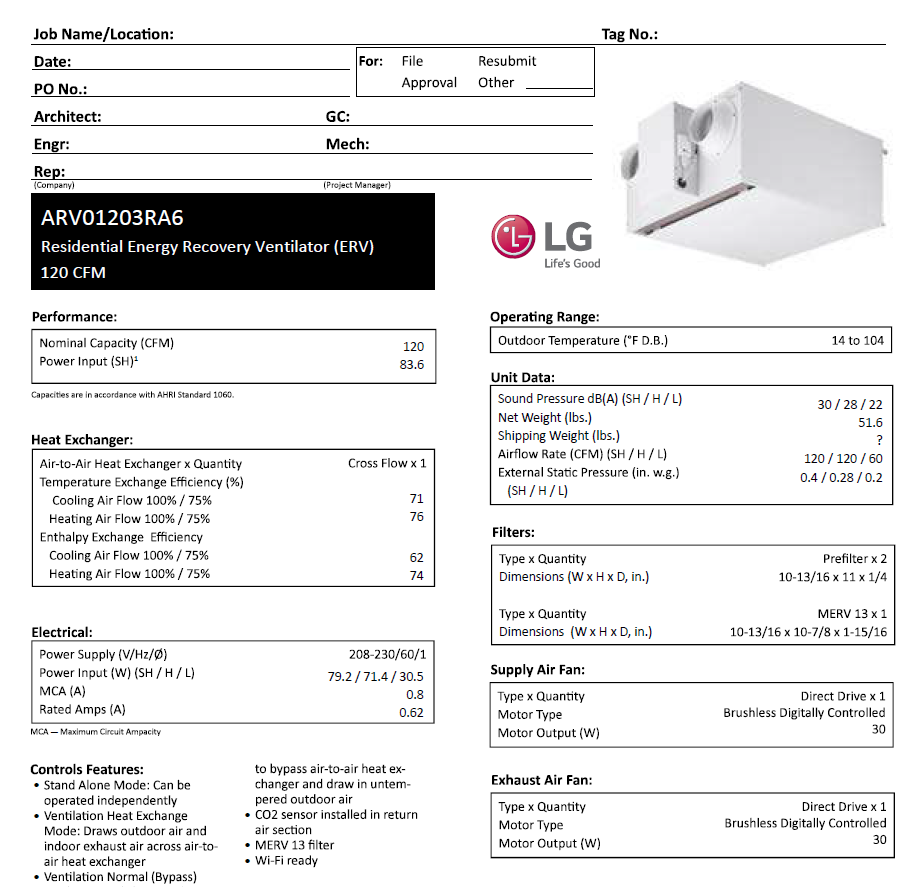 Job Name/Location:
Tag No.:
Date:
For: File Resubmit
Approval Other
PO No.:
Architect:
GC:
Engr:
Mech:
Rep:
(Company)
(Project Manager)
ARV01203RA6
Residential Energy Recovery Ventilator (ERV)
120 CFM
LG
Life's Good
Performance:
Nominal Capacity (CFM) 120
Power Input (SH)¹ 83.6
Capacities are in accordance with AHRI Standard 1060.
Heat Exchanger:
Air-to-Air Heat Exchanger x Quantity Cross Flow x 1
Temperature Exchange Efficiency (%)
Cooling Air Flow 100% / 75% 71
Heating Air Flow 100% / 75% 76
Enthalpy Exchange Efficiency
Cooling Air Flow 100% / 75% 62
Heating Air Flow 100% / 75% 74
Electrical:
Power Supply (V/Hz/Ø) 208-230/60/1
Power Input (W) (SH / H / L) 79.2 / 71.4 / 30.5
MCA (A) 0.8
Rated Amps (A) 0.62
MCA — Maximum Circuit Ampacity
Controls Features:
• Stand Alone Mode: Can be
operated independently
• Ventilation Heat Exchange
Mode: Draws outdoor air and
indoor exhaust air across air-to-
air heat exchanger
• Ventilation Normal (Bypass)
to bypass air-to-air heat ex-
changer and draw in untem-
pered outdoor air
• CO2 sensor installed in return
air section
• MERV 13 filter
• Wi-Fi ready
Operating Range:
Outdoor Temperature (°F D.B.) 14 to 104
Unit Data:
Sound Pressure dB(A) (SH / H / L) 30 / 28 / 22
Net Weight (lbs.) 51.6
Shipping Weight (lbs.) ?
Airflow Rate (CFM) (SH / H / L) 120 / 120 / 60
External Static Pressure (in. w.g.) 0.4 / 0.28 / 0.2
(SH / H / L)
Filters:
Type x Quantity Prefilter x 2
Dimensions (W x H x D, in.) 10-13/16 x 11 x 1/4
Type x Quantity MERV 13 x 1
Dimensions (W x H x D, in.) 10-13/16 x 10-7/8 x 1-15/16
Supply Air Fan:
Type x Quantity Direct Drive x 1
Motor Type Brushless Digitally Controlled
Motor Output (W) 30
Exhaust Air Fan:
Type x Quantity Direct Drive x 1
Motor Type Brushless Digitally Controlled
Motor Output (W) 30